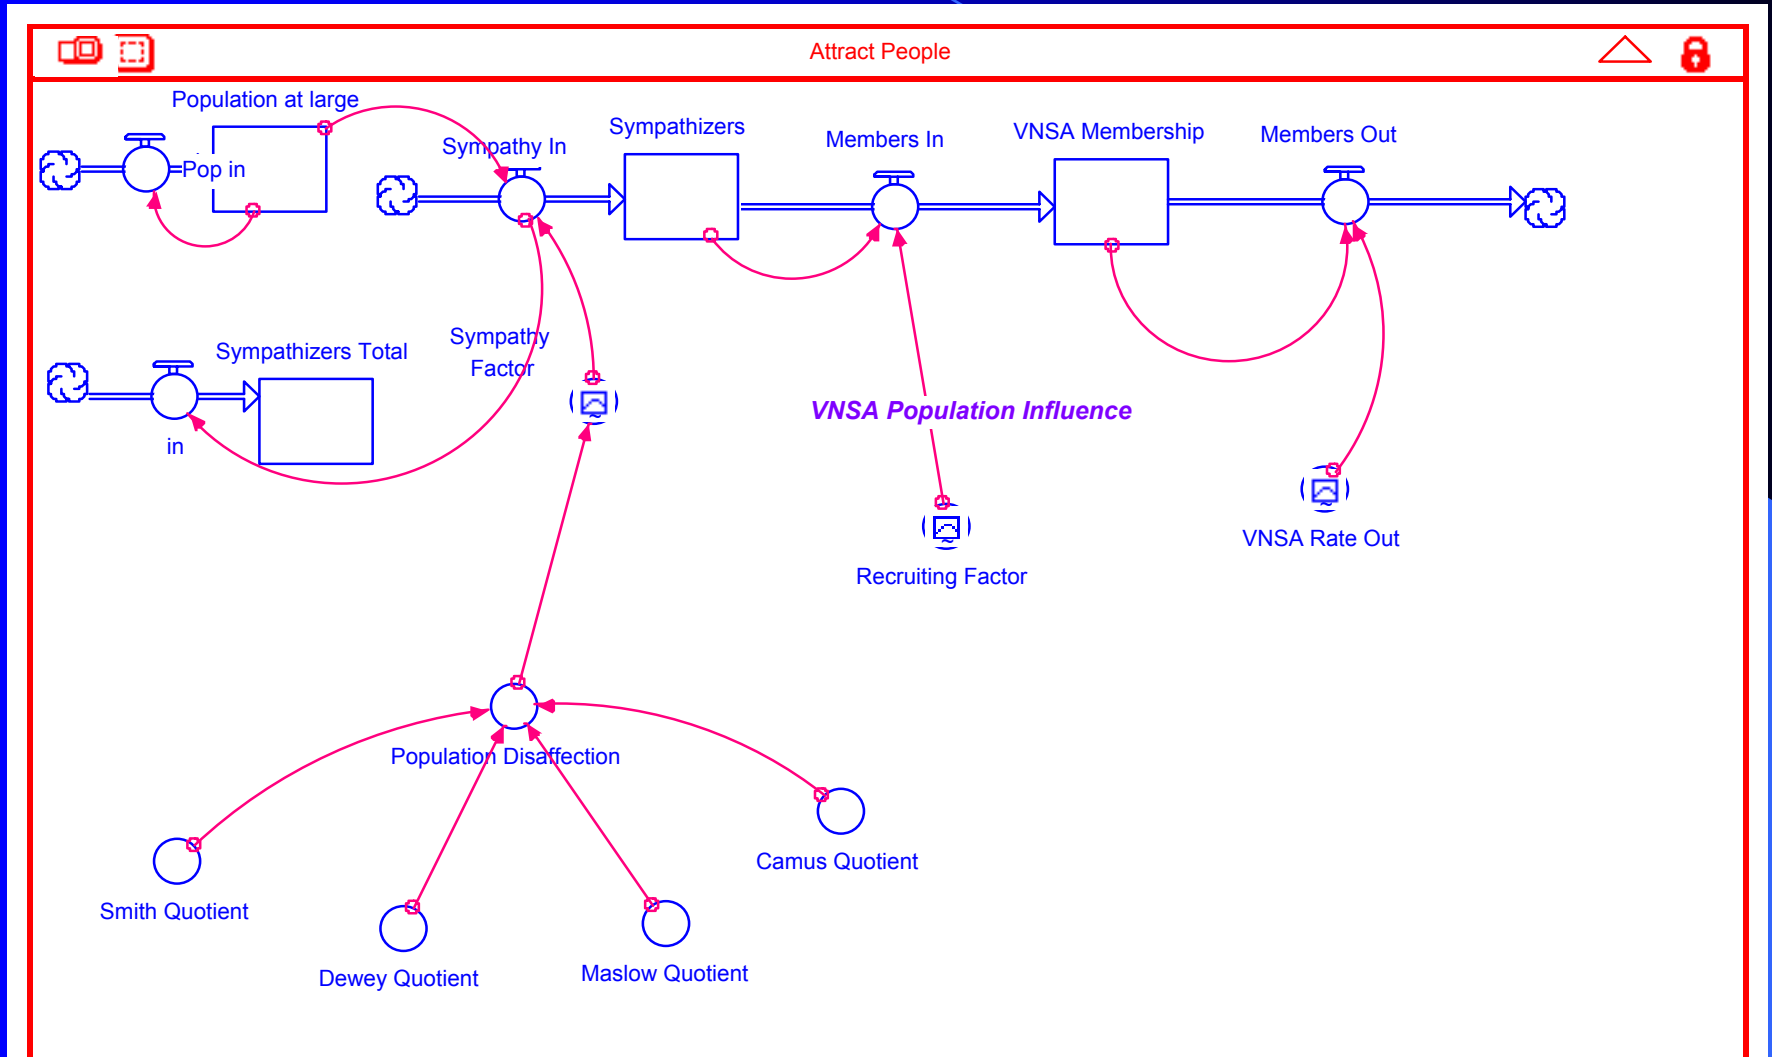 Attract People
Population at large
Sympathy In
Sympathizers
Members In
VNSA Membership
Members Out
Pop in
Sympathizers Total
Sympathy
Factor
in
VNSA Population Influence
Recruiting Factor
VNSA Rate Out
Population Disaffection
Smith Quotient
Dewey Quotient
Maslow Quotient
Camus Quotient